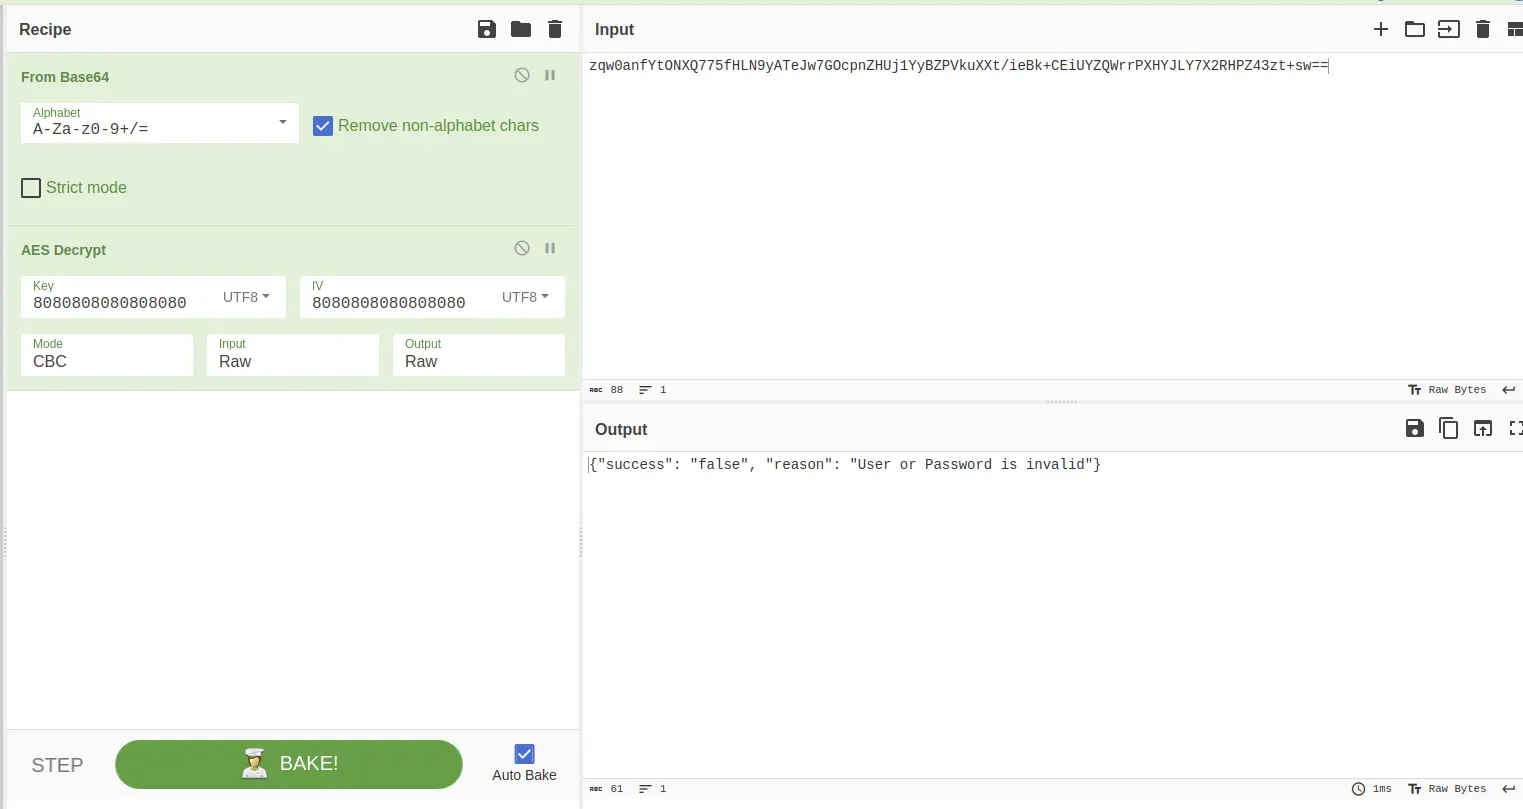 Recipe
From Base64
Alphabet
A-Za-z0-9+/=
Remove non-alphabet chars
Strict mode
AES Decrypt
Key
8080808080808080
UTF8
IV
8080808080808080
UTF8
Mode
CBC
Input
Raw
Output
Raw
STEP
BAKE!
Auto Bake
Input
zqw0anfYtONXQ775fHLN9yATeJw7GOcpnZHUj1YyBZPVkuXXt/ieBk+CEiUYZQWrrPXHYJLY7X2RHPZ43zt+sw==
ABC 88 1
Raw Bytes
Output
{"success": "false", "reason": "User or Password is invalid"}
ABC 61 1
1ms Raw Bytes